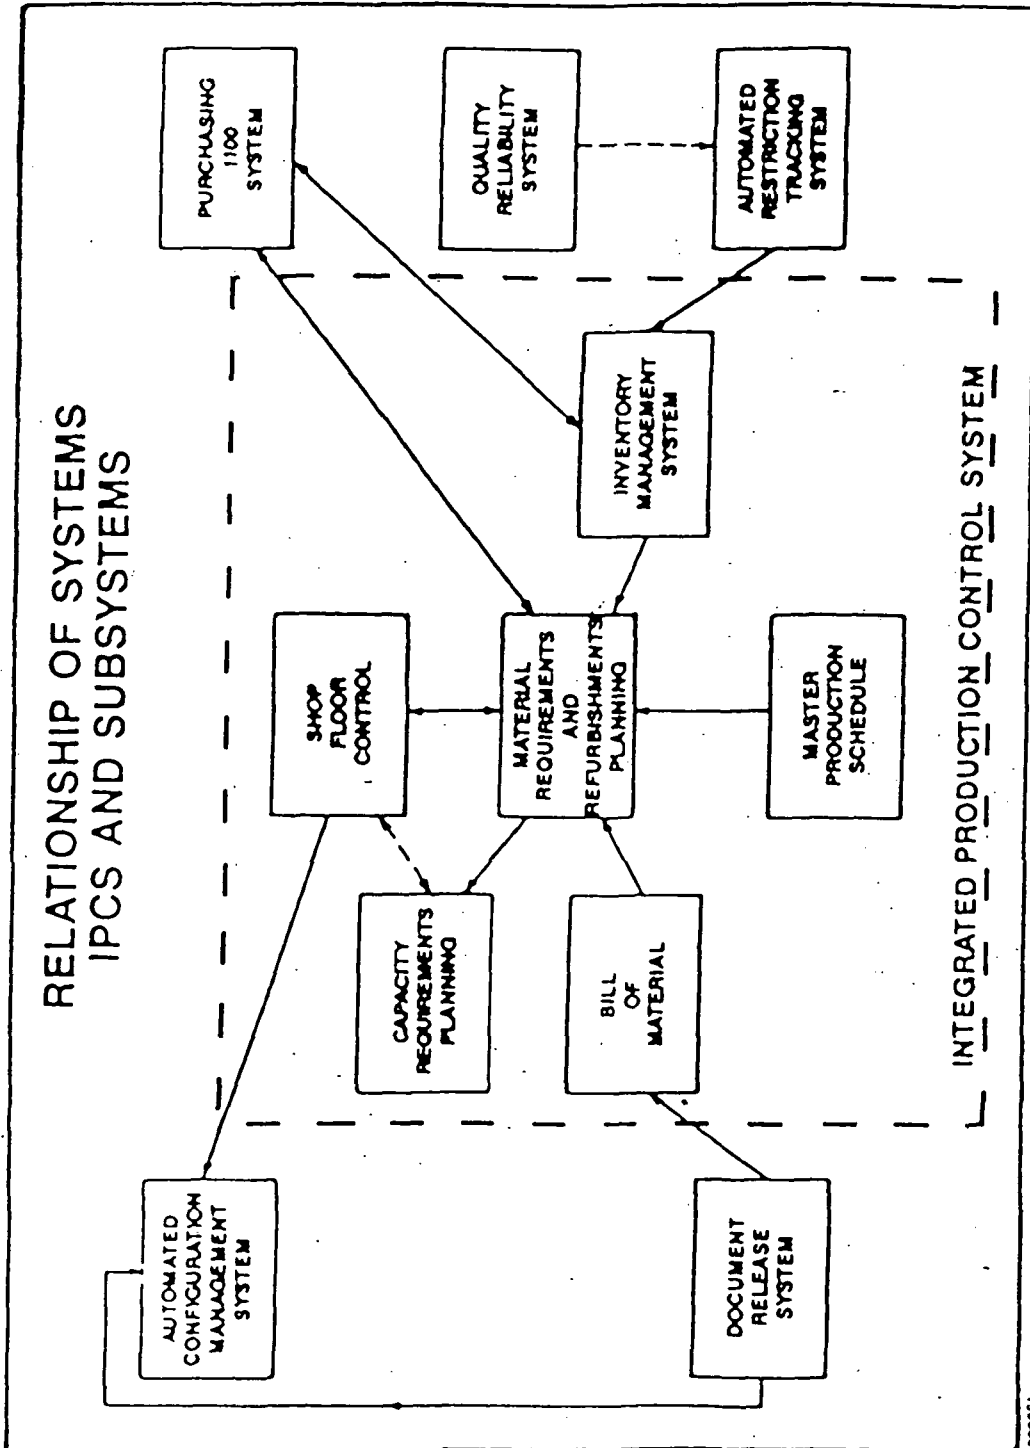 RELATIONSHIP OF SYSTEMS
IPCS AND SUBSYSTEMS
AUTOMATED
CONFIGURATION
MANAGEMENT
SYSTEM
SHOP
FLOOR
CONTROL
PURCHASING
1100
SYSTEM
CAPACITY
REQUIREMENTS
PLANNING
MATERIAL
REQUIREMENTS
AND
REFURBISHMENTS
PLANNING
INVENTORY
MANAGEMENT
SYSTEM
QUALITY
RELIABILITY
SYSTEM
BILL
OF
MATERIAL
DOCUMENT
RELEASE
SYSTEM
MASTER
PRODUCTION
SCHEDULE
AUTOMATED
RESTRICTION
TRACKING
SYSTEM
INTEGRATED PRODUCTION CONTROL SYSTEM